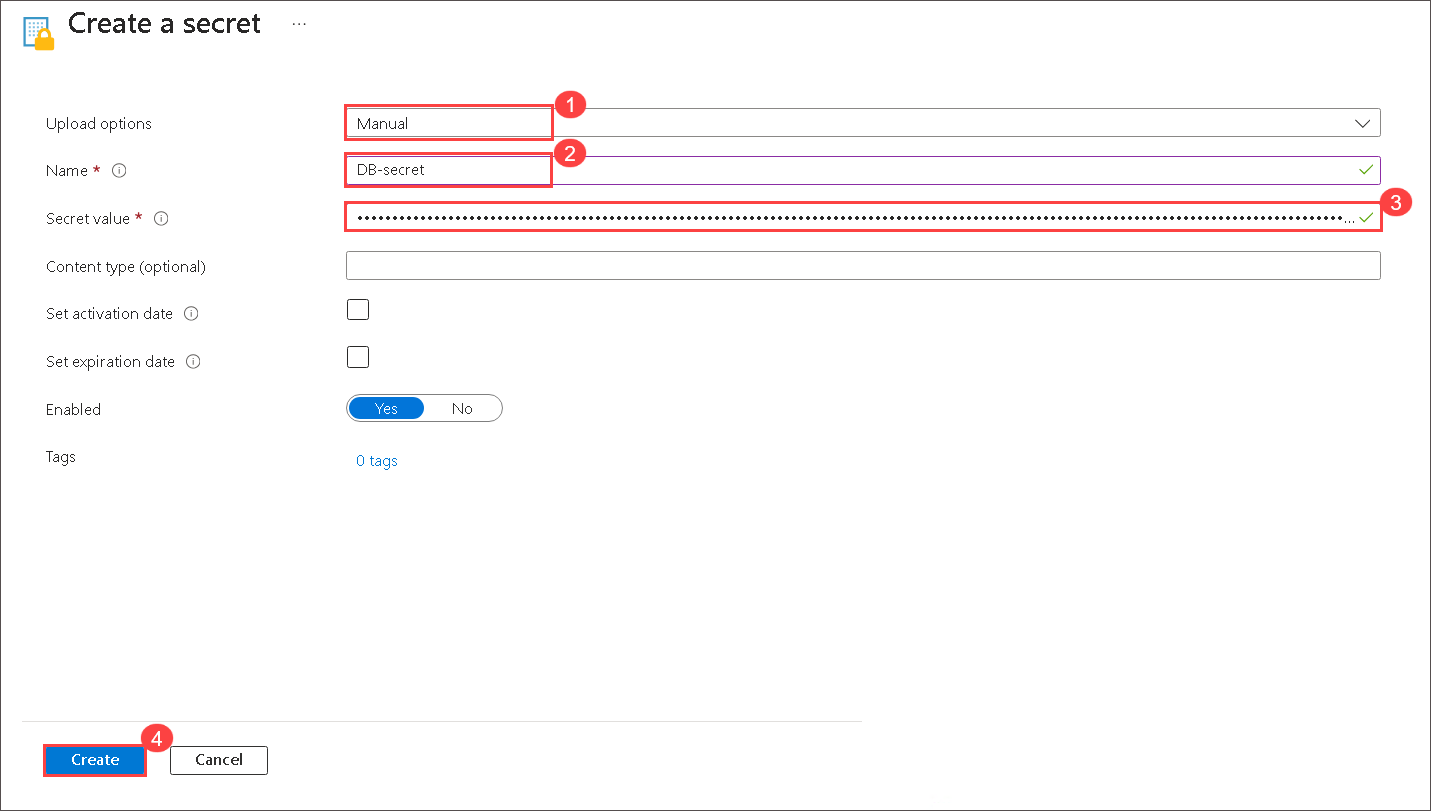 Create a secret ...
Upload options Manual 1
Name * DB-secret 2
Secret value * ••••••••••••••••••••••••••••••••••••••••••••••••••••••••••••••••••••••••••••••••••••••••••••••••••••••••••••••••••••••••••••••••••••••••••••... 3
Content type (optional)
Set activation date
Set expiration date
Enabled Yes No
Tags 0 tags
4
Create Cancel